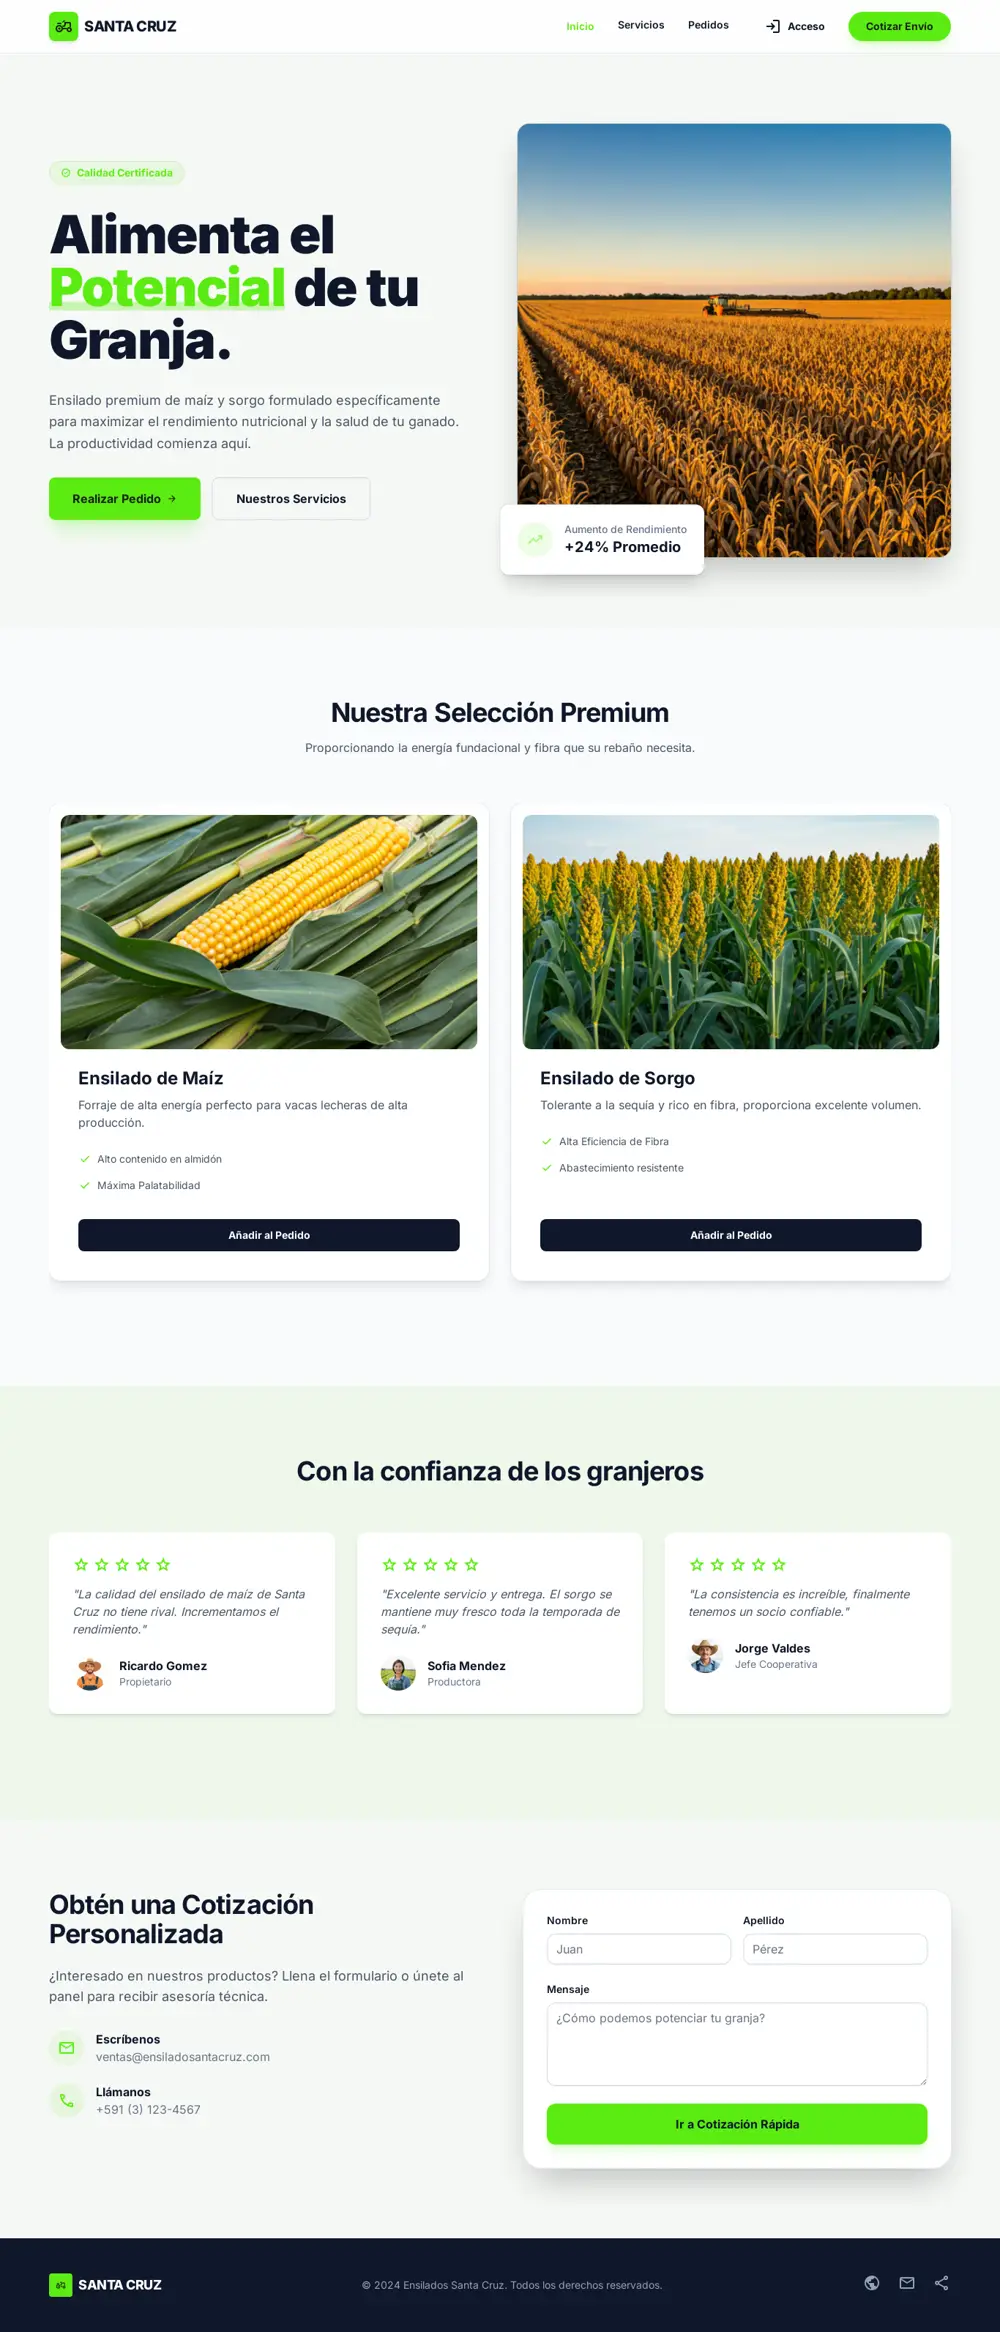 SANTA CRUZ
Inicio
Servicios
Pedidos
Acceso
Cotizar Envío
Calidad Certificada
Alimenta el
Potencial de tu
Granja.
Ensilado premium de maíz y sorgo formulado específicamente
para maximizar el rendimiento nutricional y la salud de tu ganado.
La productividad comienza aquí.
Realizar Pedido
Nuestros Servicios
Aumento de Rendimiento
+24% Promedio
Nuestra Selección Premium
Proporcionando la energía fundacional y fibra que su rebaño necesita.
Ensilado de Maíz
Forraje de alta energía perfecto para vacas lecheras de alta
producción.
Alto contenido en almidón
Máxima Palatabilidad
Añadir al Pedido
Ensilado de Sorgo
Tolerante a la sequía y rico en fibra, proporciona excelente volumen.
Alta Eficiencia de Fibra
Abastecimiento resistente
Añadir al Pedido
Con la confianza de los granjeros
"La calidad del ensilado de maíz de Santa
Cruz no tiene rival. Incrementamos el
rendimiento."
Ricardo Gomez
Propietario
"Excelente servicio y entrega. El sorgo se
mantiene muy fresco toda la temporada de
sequía."
Sofia Mendez
Productora
"La consistencia es increíble, finalmente
tenemos un socio confiable."
Jorge Valdes
Jefe Cooperativa
Obtén una Cotización
Personalizada
¿Interesado en nuestros productos? Llena el formulario o únete al
panel para recibir asesoría técnica.
Escríbenos
ventas@ensiladosantacruz.com
Llámanos
+591 (3) 123-4567
Nombre
Juan
Apellido
Pérez
Mensaje
¿Cómo podemos potenciar tu granja?
Ir a Cotización Rápida
SANTA CRUZ
© 2024 Ensilados Santa Cruz. Todos los derechos reservados.